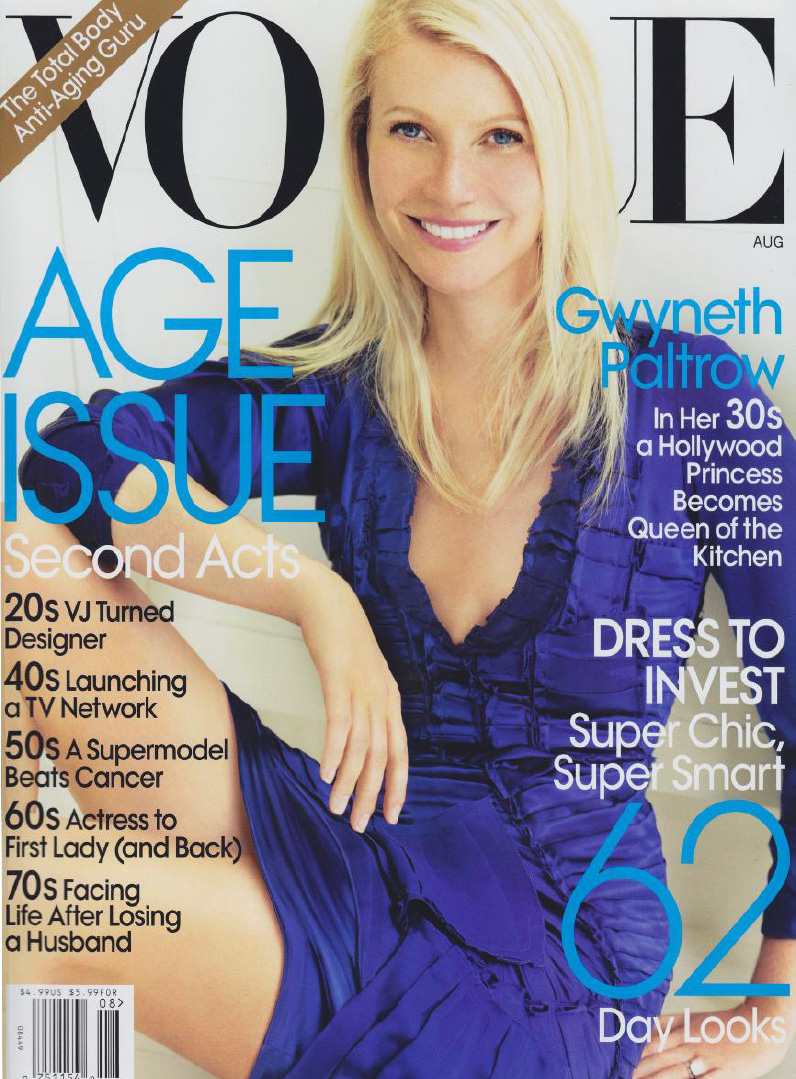 The Total Body
Anti-Aging Guru
VOGUE
AUG
AGE
ISSUE
Second Acts
20s VJ Turned
Designer
40s Launching
a TV Network
50s A Supermodel
Beats Cancer
60s Actress to
First Lady (and Back)
70s Facing
Life After Losing
a Husband
Gwyneth
Paltrow
In Her 30s
a Hollywood
Princess
Becomes
Queen of the
Kitchen
DRESS TO
INVEST
Super Chic,
Super Smart
62
Day Looks
$4.99US $5.99FOR
08>
08449